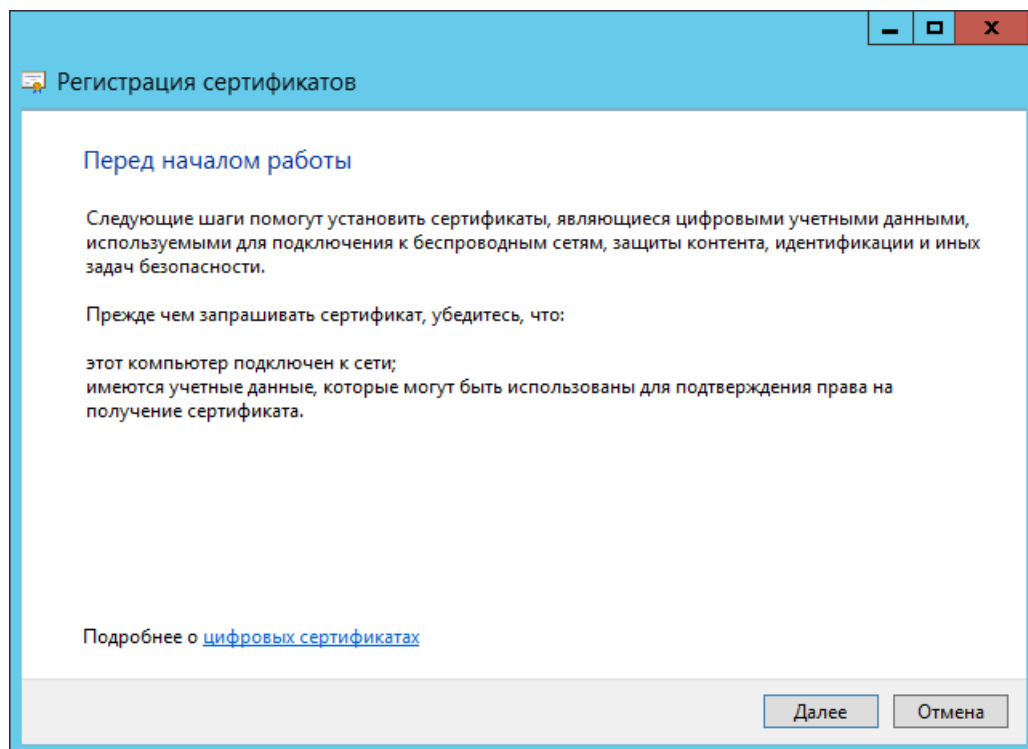 Регистрация сертификатов
Перед началом работы
Следующие шаги помогут установить сертификаты, являющиеся цифровыми учетными данными,
используемыми для подключения к беспроводным сетям, защиты контента, идентификации и иных
задач безопасности.
Прежде чем запрашивать сертификат, убедитесь, что:
этот компьютер подключен к сети;
имеются учетные данные, которые могут быть использованы для подтверждения права на
получение сертификата.
Подробнее о цифровых сертификатах
Далее
Отмена